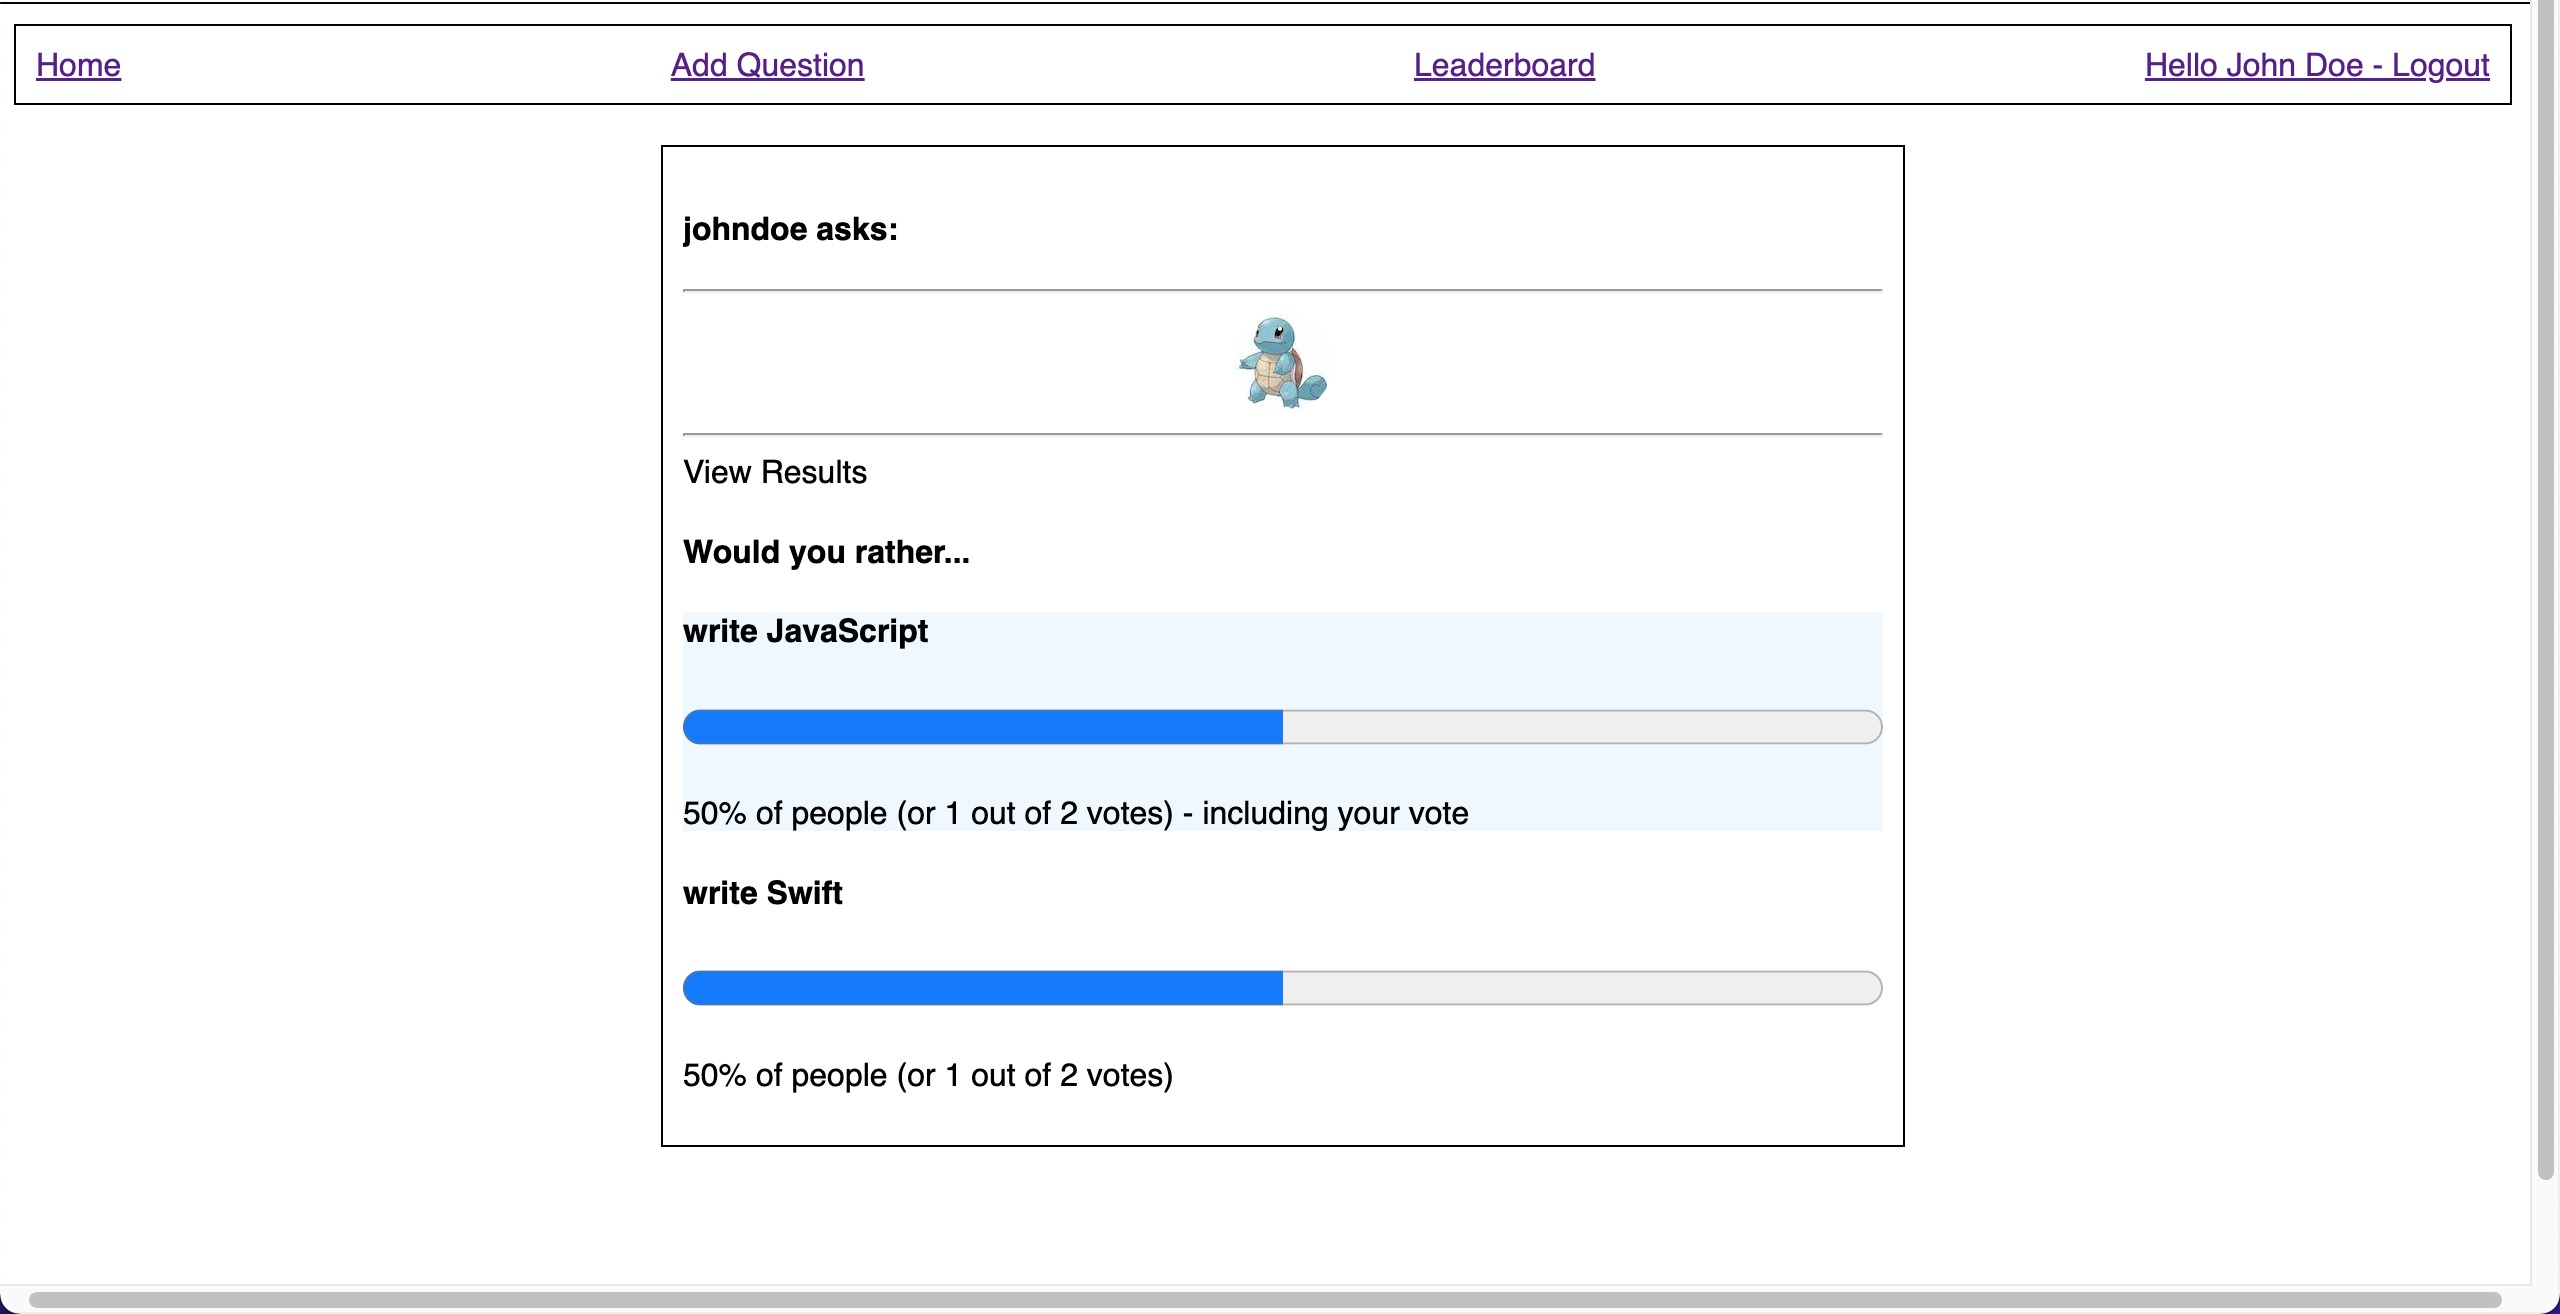 Home Add Question Leaderboard Hello John Doe - Logout
johndoe asks:
View Results
Would you rather...
write JavaScript
50% of people (or 1 out of 2 votes) - including your vote
write Swift
50% of people (or 1 out of 2 votes)